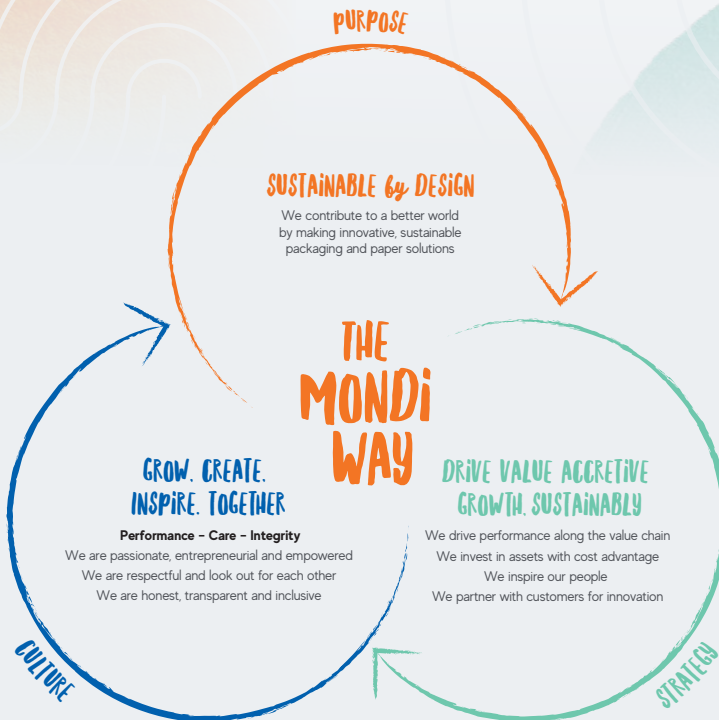 PURPOSE
SUSTAiNABLE by DESiGN
We contribute to a better world
by making innovative, sustainable
packaging and paper solutions
THE
MONDi
WAY
GROW. CREATE.
INSPiRE. TOGETHER
Performance – Care – Integrity
We are passionate, entrepreneurial and empowered
We are respectful and look out for each other
We are honest, transparent and inclusive
CULTURE
DRiVE VALUE ACCRETiVE
GROWTH, SUSTAiNABLY
We drive performance along the value chain
We invest in assets with cost advantage
We inspire our people
We partner with customers for innovation
STRATEGY